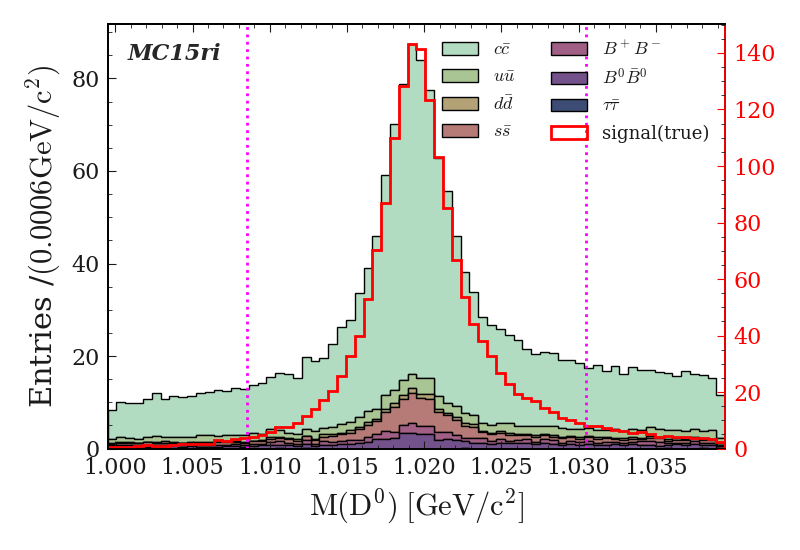 MC15ri
cc̄
uū
dd̄
ss̄
B⁺B⁻
B⁰B̄⁰
ττ̄
signal(true)
Entries /(0.0006GeV/c²)
80
60
40
20
0
140
120
100
80
60
40
20
0
1.000 1.005 1.010 1.015 1.020 1.025 1.030 1.035
M(D⁰) [GeV/c²]